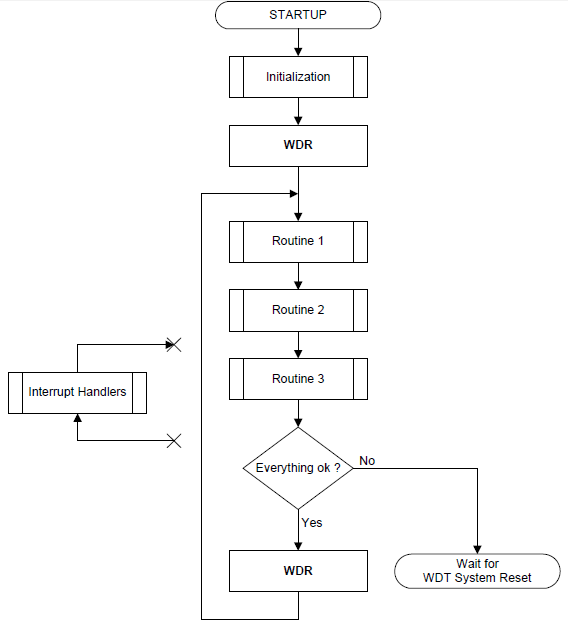 STARTUP
Initialization
WDR
Routine 1
Routine 2
Routine 3
Interrupt Handlers
Everything ok ?
No
Yes
WDR
Wait for
WDT System Reset